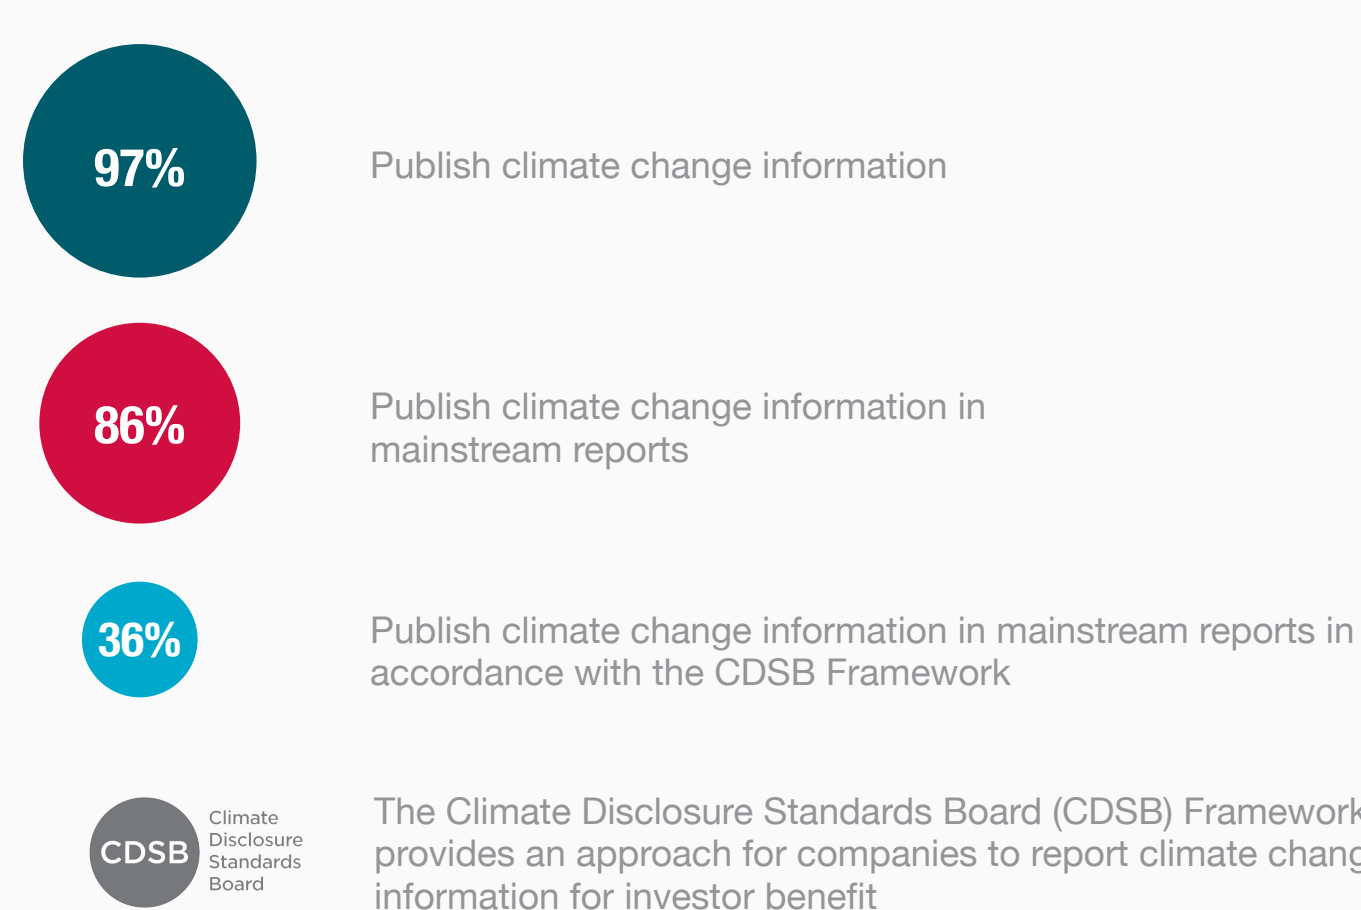 97%
Publish climate change information
86%
Publish climate change information in
mainstream reports
36%
Publish climate change information in mainstream reports in
accordance with the CDSB Framework
CDSB
Climate
Disclosure
Standards
Board
The Climate Disclosure Standards Board (CDSB) Framework
provides an approach for companies to report climate chang
information for investor benefit